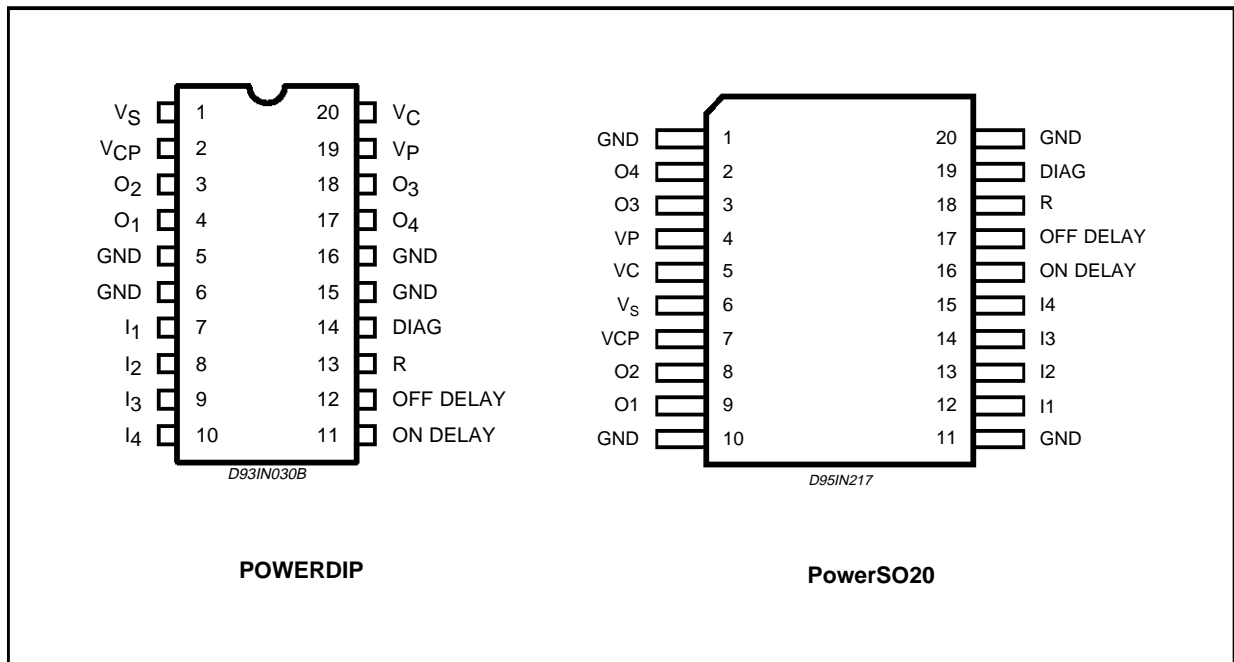 VS 1 20 VC
VCP 2 19 VP
O2 3 18 O3
O1 4 17 O4
GND 5 16 GND
GND 6 15 GND
I1 7 14 DIAG
I2 8 13 R
I3 9 12 OFF DELAY
I4 10 11 ON DELAY
D93IN030B
POWERDIP
GND 1 20 GND
O4 2 19 DIAG
O3 3 18 R
VP 4 17 OFF DELAY
VC 5 16 ON DELAY
VS 6 15 I4
VCP 7 14 I3
O2 8 13 I2
O1 9 12 I1
GND 10 11 GND
D95IN217
PowerSO20